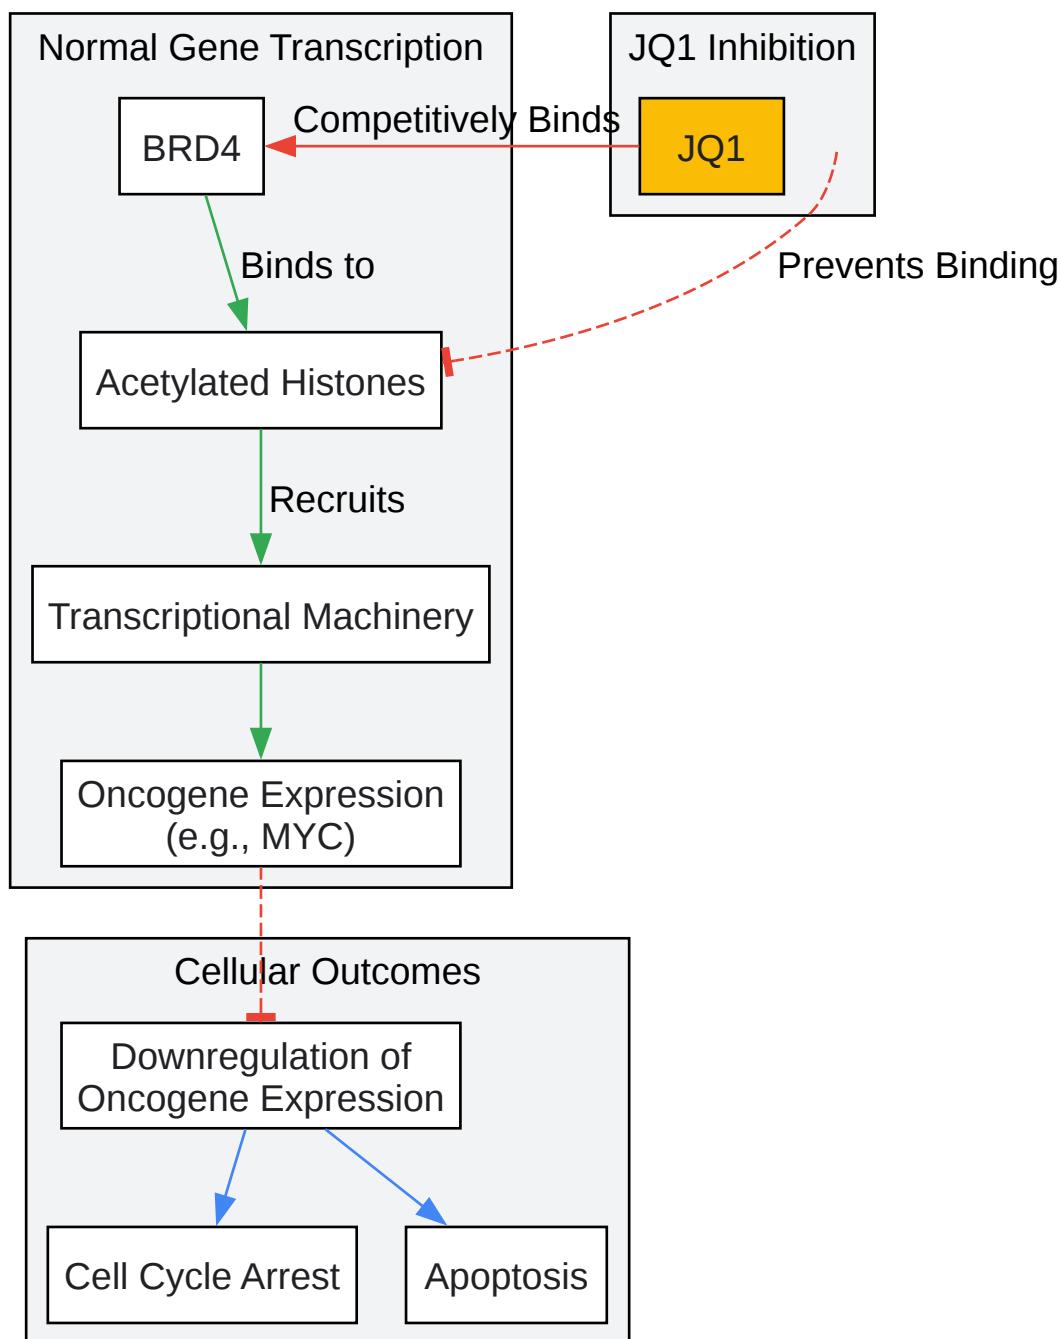 Normal Gene Transcription
JQ1 Inhibition
BRD4
Competitively Binds
JQ1
Binds to
Prevents Binding
Acetylated Histones
Recruits
Transcriptional Machinery
Oncogene Expression
(e.g., MYC)
Cellular Outcomes
Downregulation of
Oncogene Expression
Cell Cycle Arrest
Apoptosis